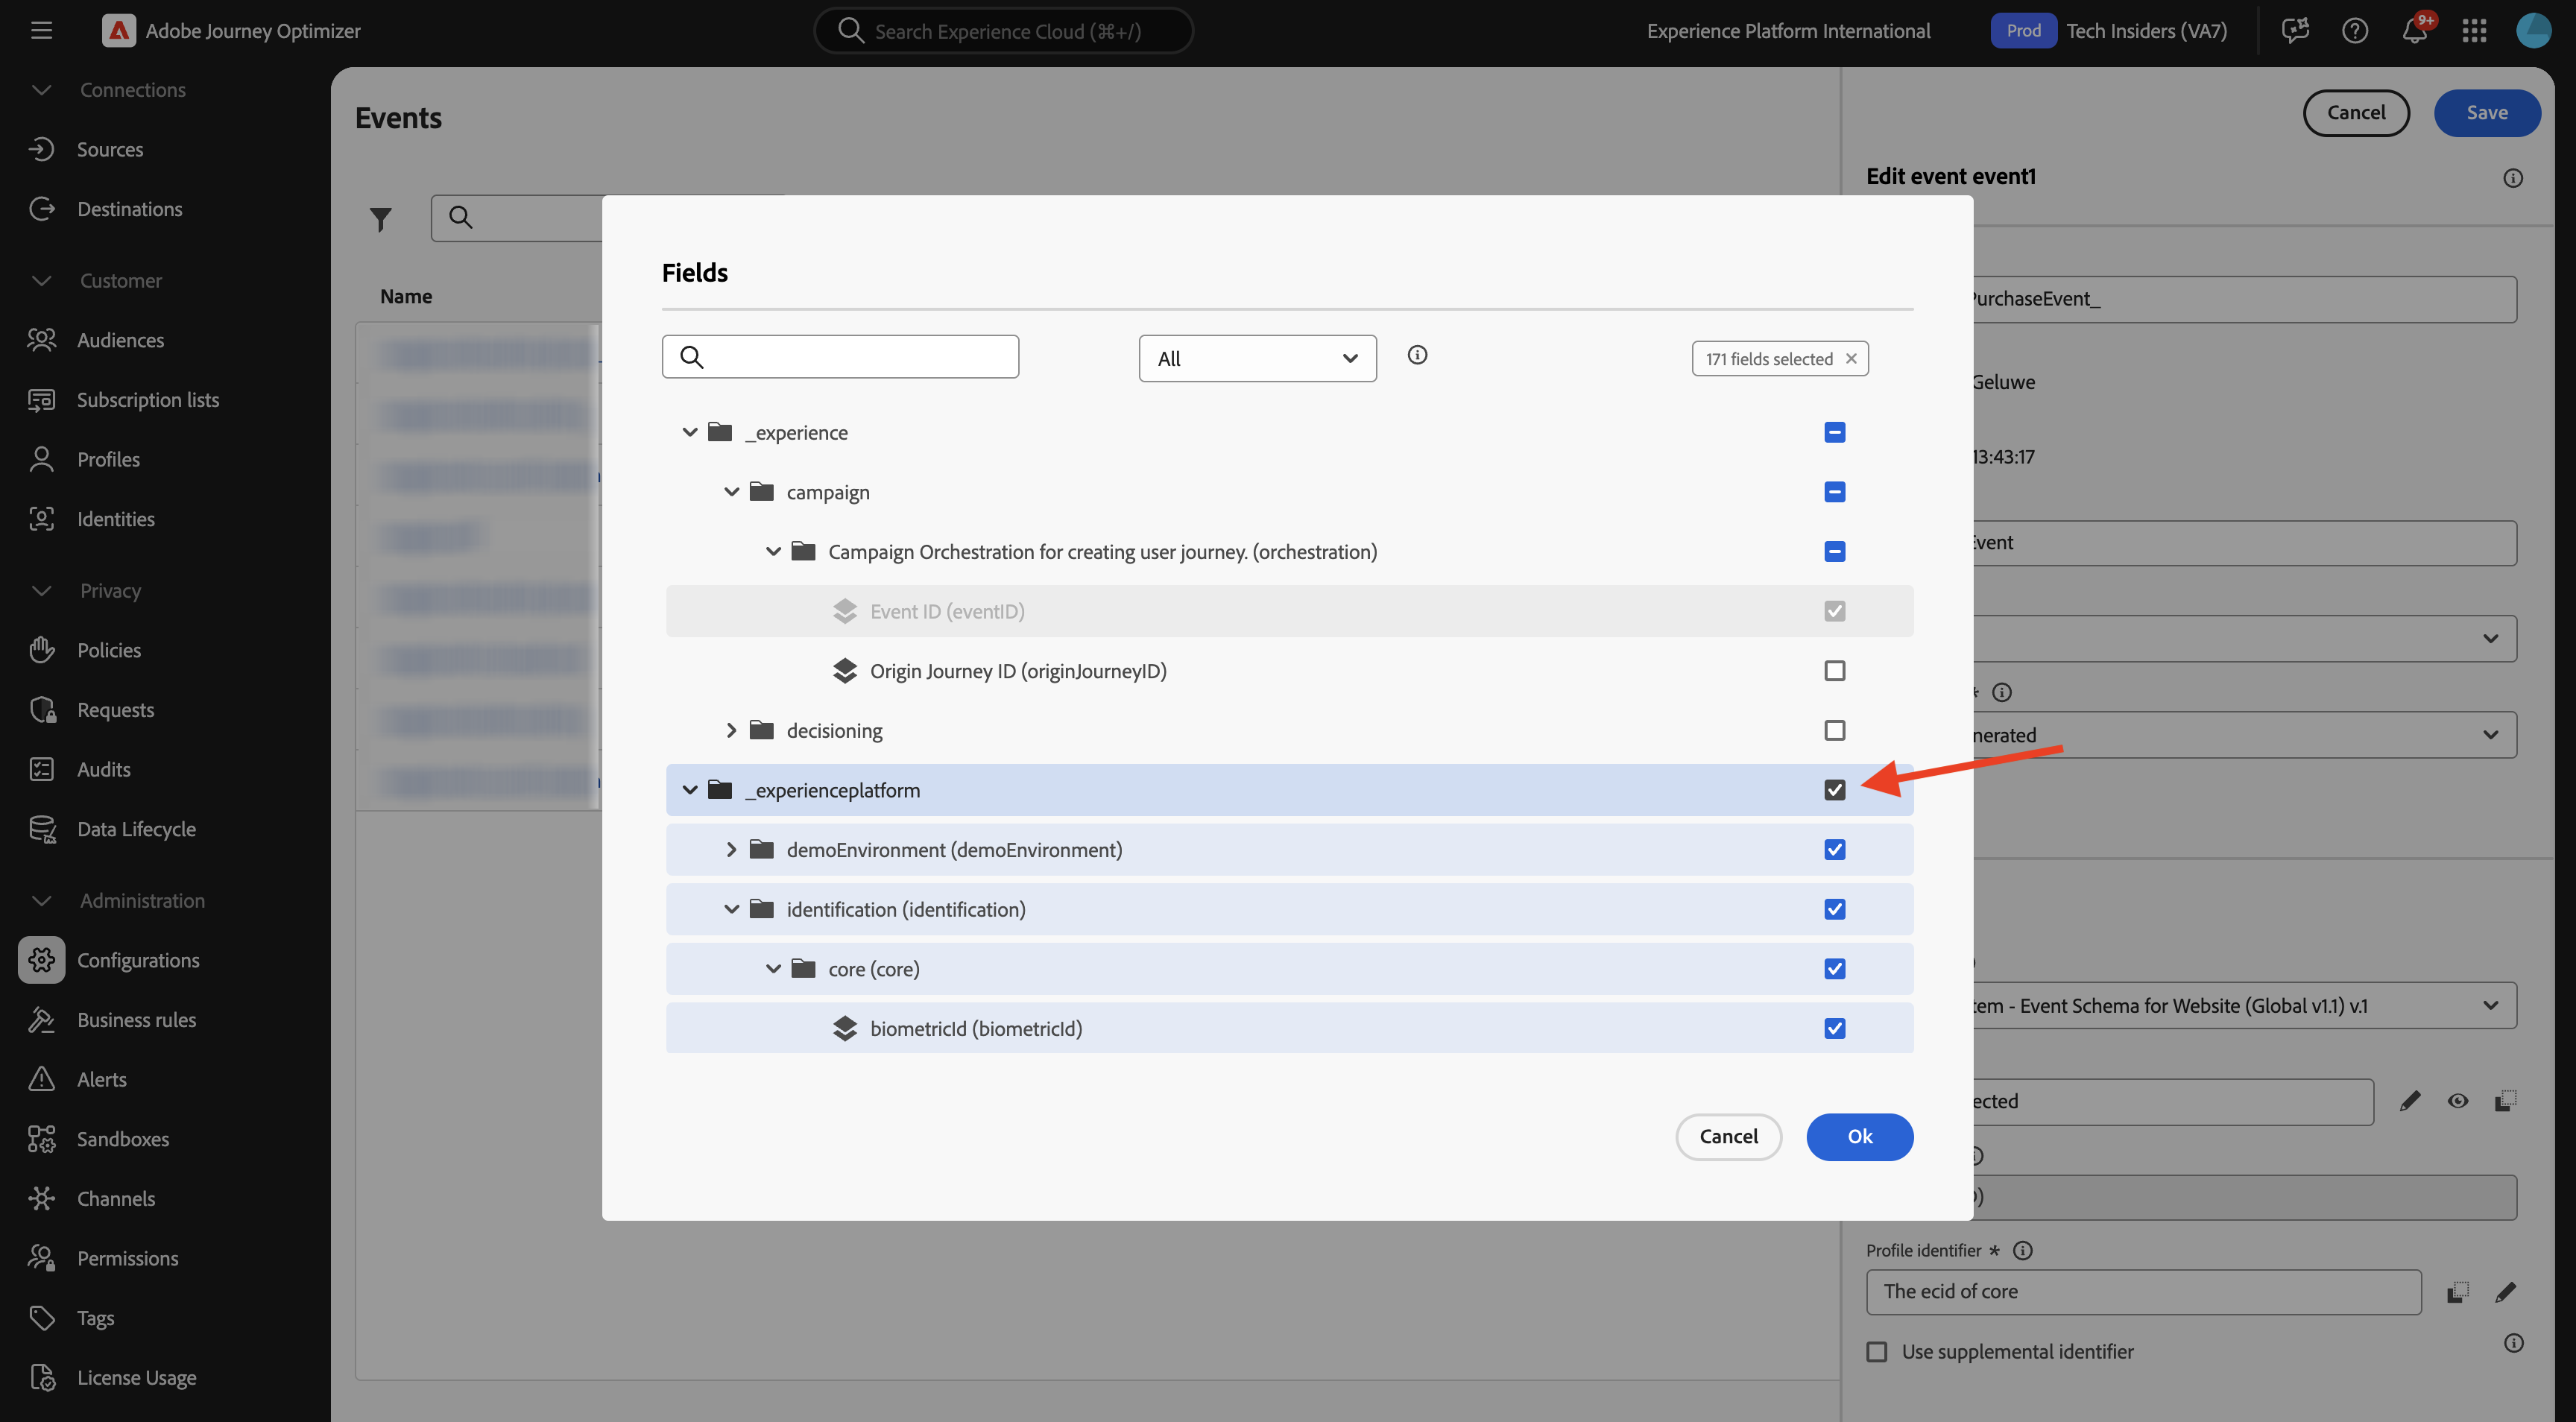 Adobe Journey Optimizer
Search Experience Cloud (⌘+/)
Experience Platform International
Prod
Tech Insiders (VA7)
9+
Connections
Sources
Destinations
Customer
Audiences
Subscription lists
Profiles
Identities
Privacy
Policies
Requests
Audits
Data Lifecycle
Administration
Configurations
Business rules
Alerts
Sandboxes
Channels
Permissions
Tags
License Usage
Events
Name
Fields
All
171 fields selected
_experience
campaign
Campaign Orchestration for creating user journey. (orchestration)
Event ID (eventID)
Origin Journey ID (originJourneyID)
decisioning
_experienceplatform
demoEnvironment (demoEnvironment)
identification (identification)
core (core)
biometricId (biometricId)
Cancel
Ok
Cancel
Save
Edit event event1
PurchaseEvent_
Geluwe
13:43:17
Event
*
nerated
tem - Event Schema for Website (Global v1.1) v.1
ected
Profile identifier *
The ecid of core
Use supplemental identifier